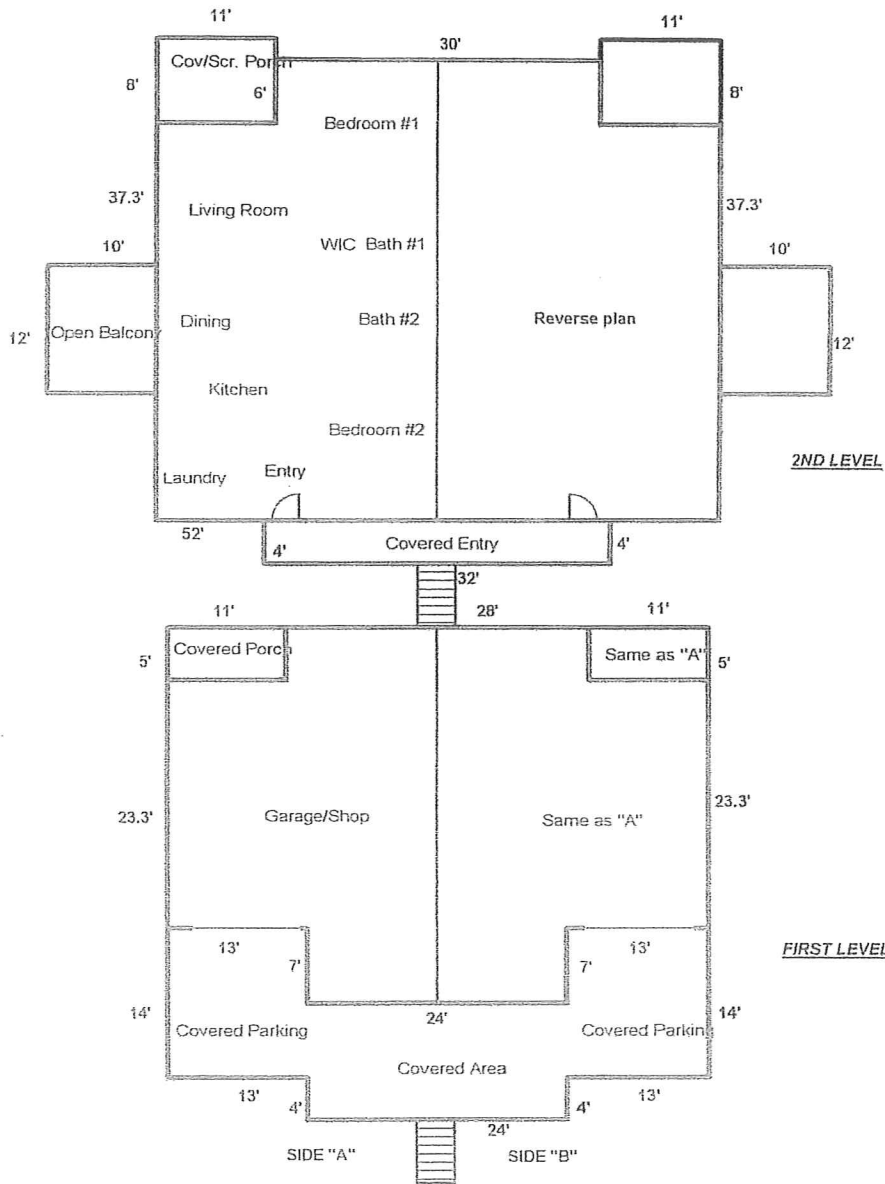 11'
11'
30'
Cov/Scr. Porch
8'
6'
8'
Bedroom #1
37.3'
37.3'
Living Room
WIC Bath #1
10'
10'
12'
Open Balcony
Dining
Bath #2
Reverse plan
12'
Kitchen
Bedroom #2
2ND LEVEL
Laundry
Entry
52'
4'
Covered Entry
4'
32'
11'
28'
11'
5'
Covered Porch
Same as "A"
5'
23.3'
Garage/Shop
Same as "A"
23.3'
13'
13'
7'
7'
FIRST LEVEL
14'
24'
14'
Covered Parking
Covered Parking
Covered Area
13'
4'
4'
13'
24'
SIDE "A"
SIDE "B"